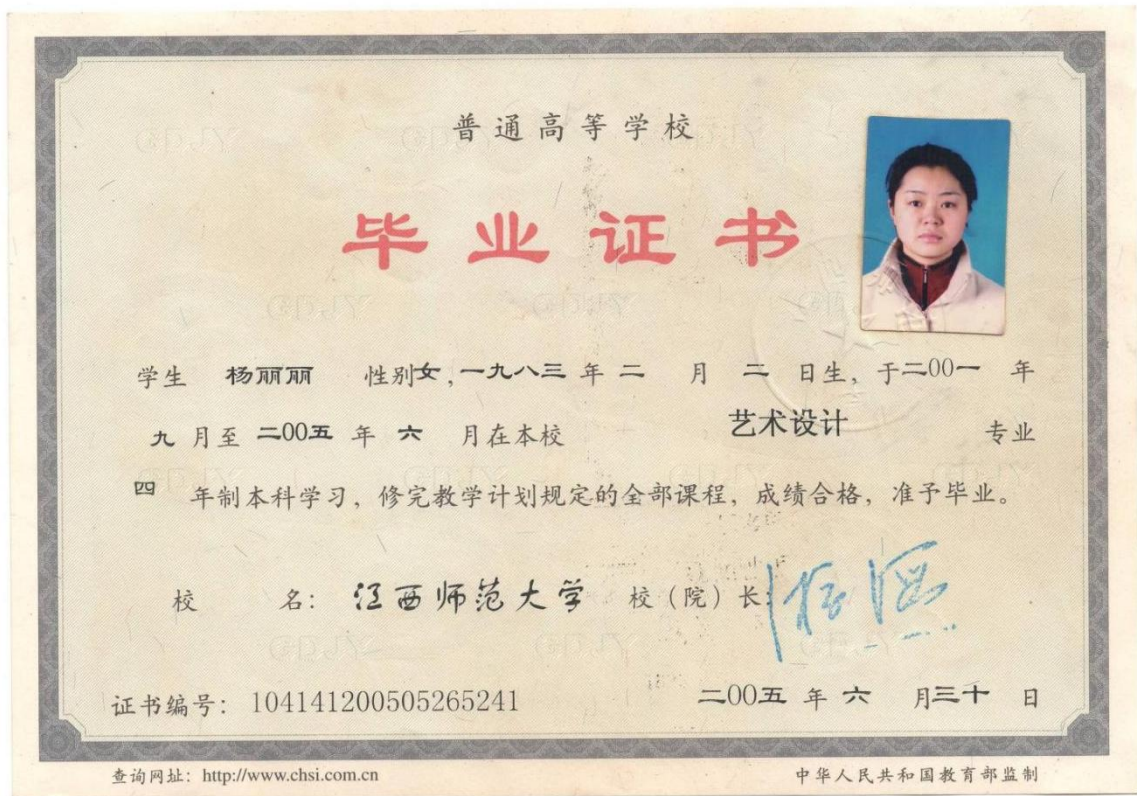 普通高等学校
毕业证书
学生 杨丽丽 性别女，一九八三年二月二日生，于二00一年
九月至二00五年六月在本校 艺术设计 专业
四年制本科学习，修完教学计划规定的全部课程，成绩合格，准予毕业。
校名：江西师范大学 校（院）长：
证书编号：104141200505265241 二00五年六月三十日
查询网址：http://www.chsi.com.cn 中华人民共和国教育部监制